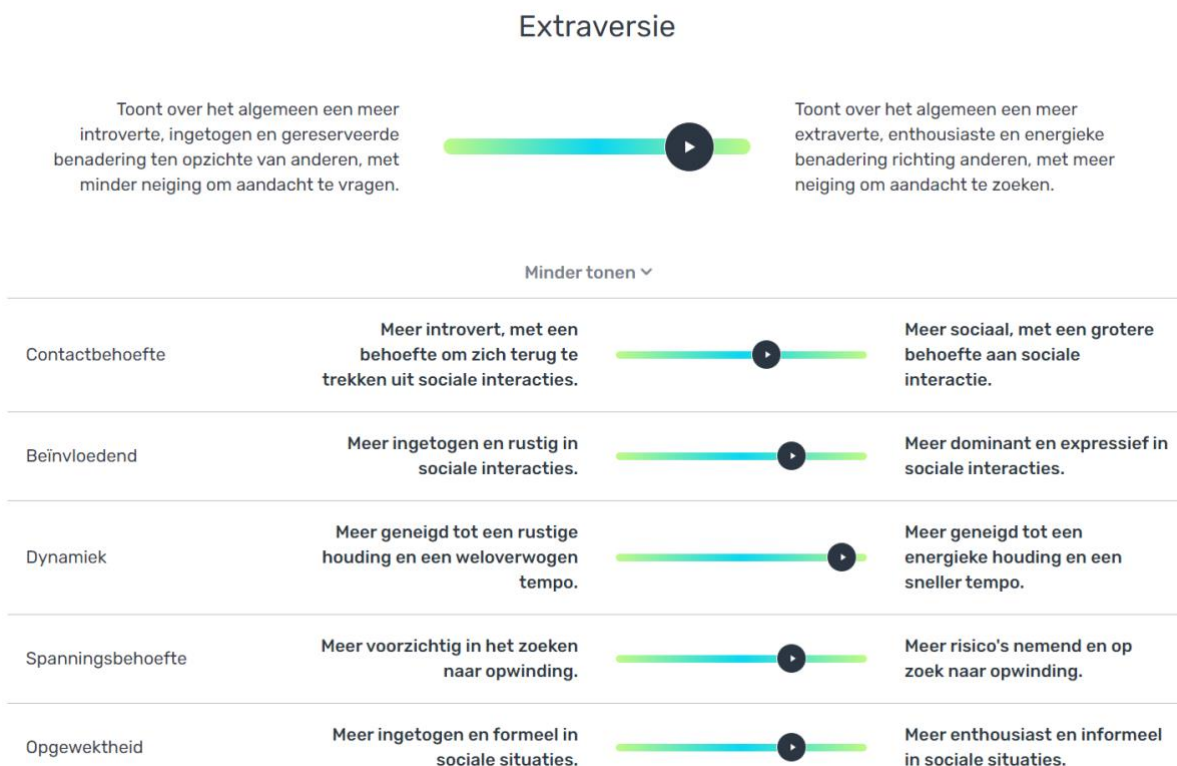 Extraversie
Toont over het algemeen een meer
introverte, ingetogen en gereserveerde
benadering ten opzichte van anderen, met
minder neiging om aandacht te vragen.
Toont over het algemeen een meer
extraverte, enthousiaste en energieke
benadering richting anderen, met meer
neiging om aandacht te zoeken.
Minder tonen
Contactbehoefte
Meer introvert, met een
behoefte om zich terug te
trekken uit sociale interacties.
Meer sociaal, met een grotere
behoefte aan sociale
interactie.
Beïnvloedend
Meer ingetogen en rustig in
sociale interacties.
Meer dominant en expressief in
sociale interacties.
Dynamiek
Meer geneigd tot een rustige
houding en een weloverwogen
tempo.
Meer geneigd tot een
energieke houding en een
sneller tempo.
Spanningsbehoefte
Meer voorzichtig in het zoeken
naar opwinding.
Meer risico's nemend en op
zoek naar opwinding.
Opgewektheid
Meer ingetogen en formeel in
sociale situaties.
Meer enthousiast en informeel
in sociale situaties.